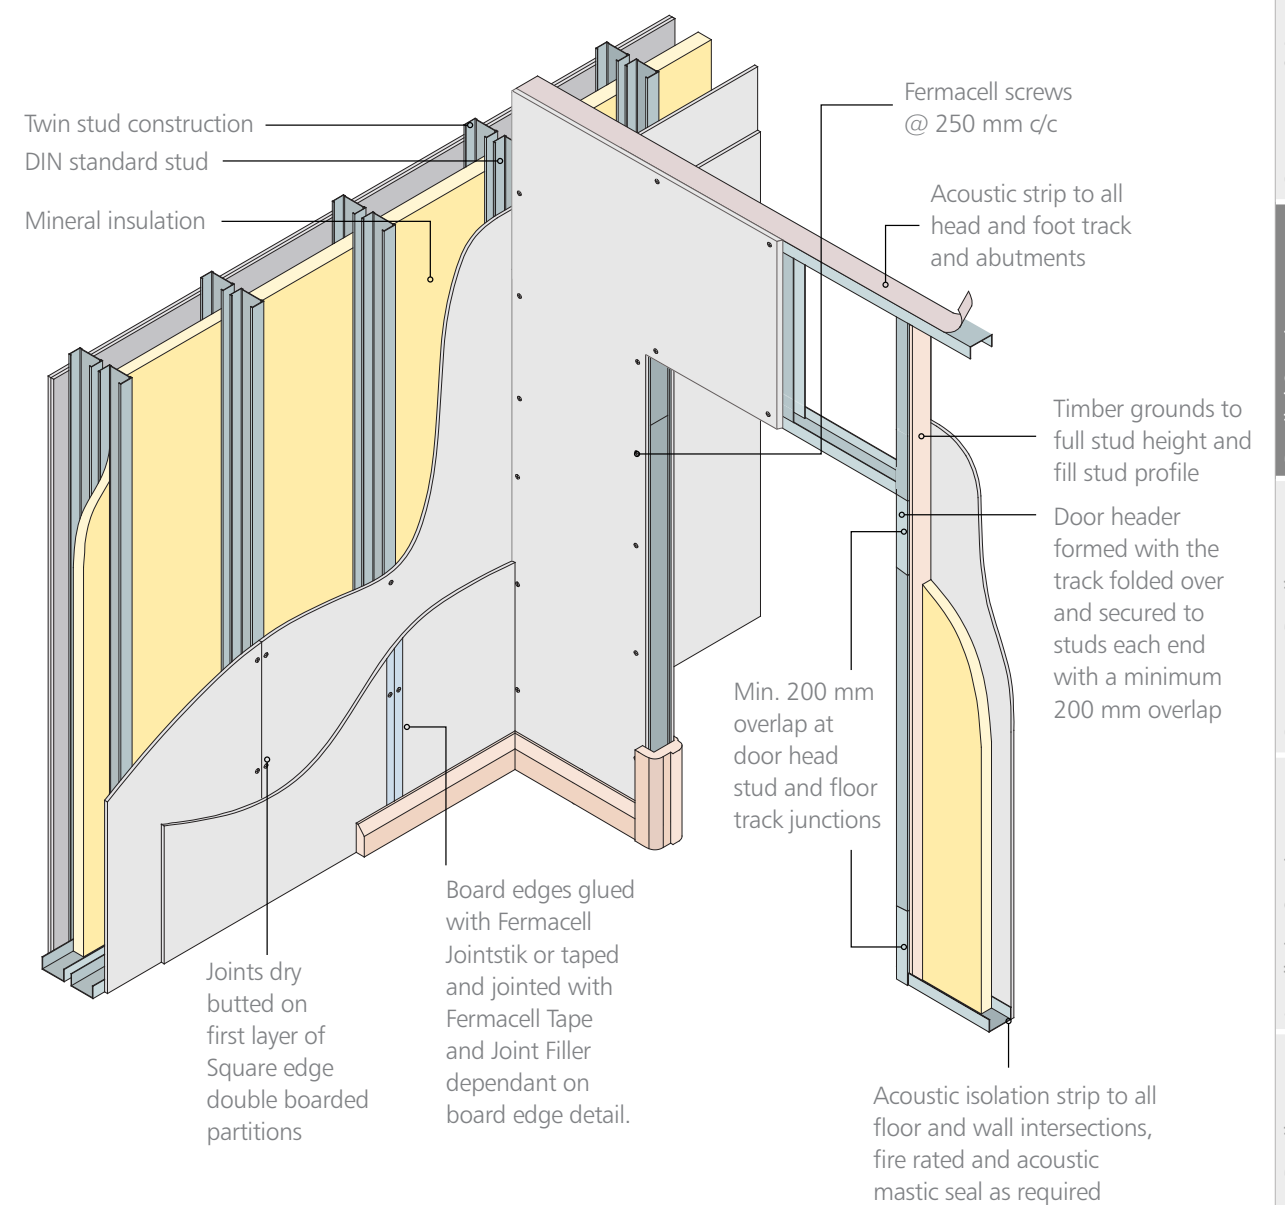 Twin stud construction
DIN standard stud
Mineral insulation
Fermacell screws
@ 250 mm c/c
Acoustic strip to all
head and foot track
and abutments
Timber grounds to
full stud height and
fill stud profile
Door header
formed with the
track folded over
and secured to
studs each end
with a minimum
200 mm overlap
Min. 200 mm
overlap at
door head
stud and floor
track junctions
Board edges glued
with Fermacell
Jointstik or taped
and jointed with
Fermacell Tape
and Joint Filler
dependant on
board edge detail.
Joints dry
butted on
first layer of
Square edge
double boarded
partitions
Acoustic isolation strip to all
floor and wall intersections,
fire rated and acoustic
mastic seal as required